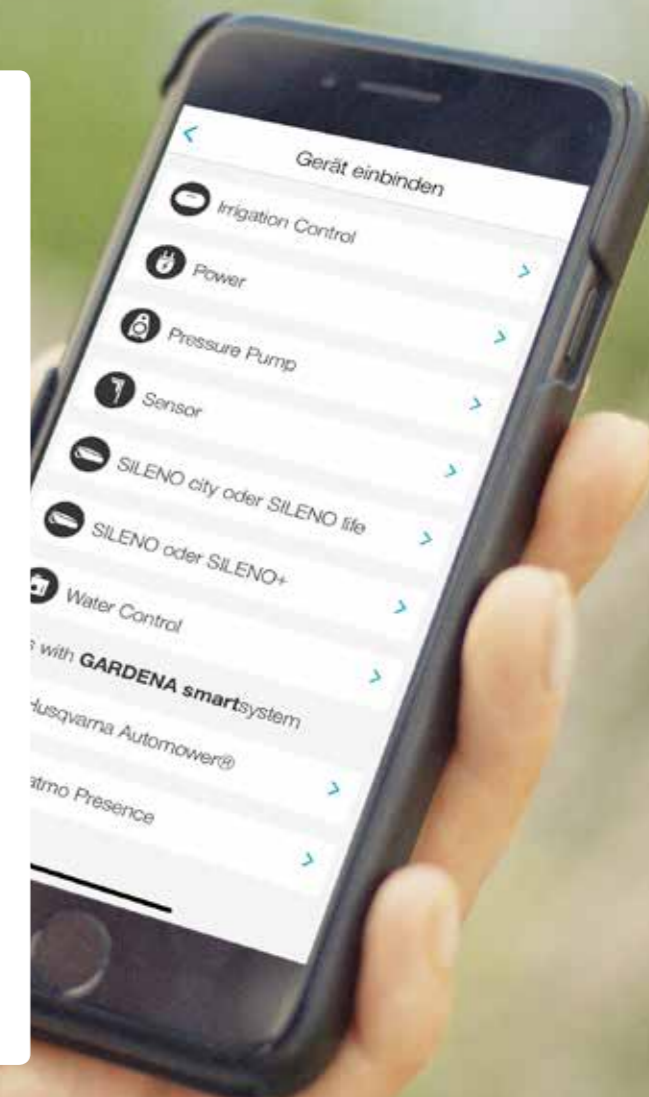 Gerät einbinden
Irrigation Control
Power
Pressure Pump
Sensor
SILENO city oder SILENO life
SILENO oder SILENO+
Water Control
with GARDENA smartsystem
Husqvarna Automower®
Presence